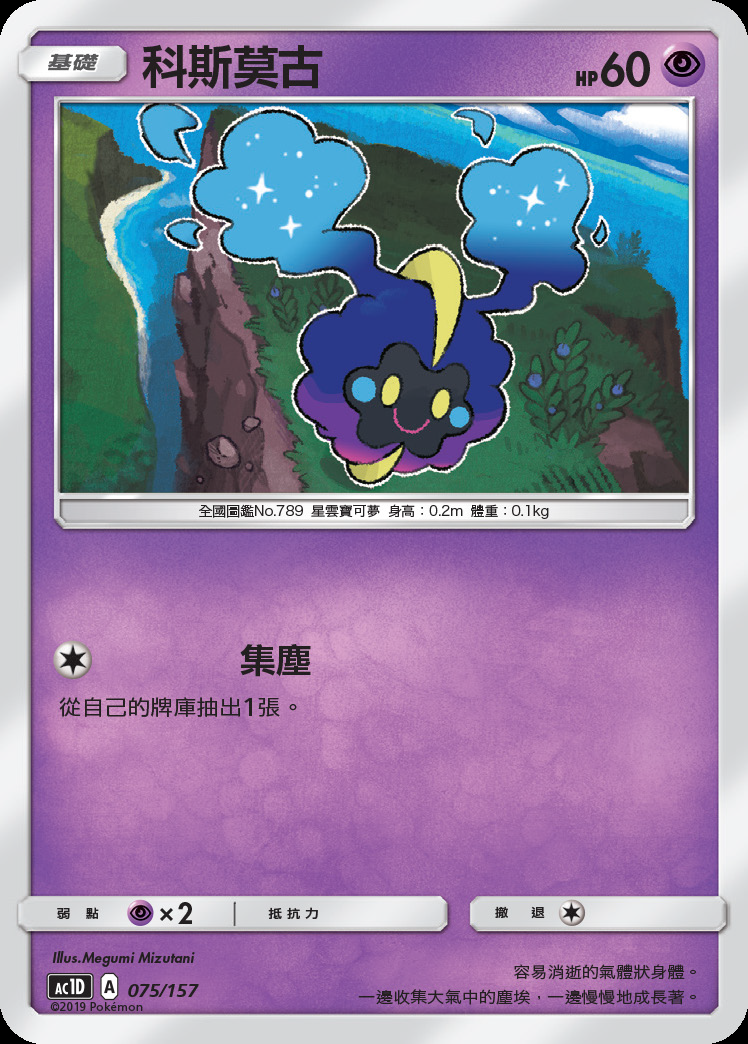 基礎 科斯莫古 HP60
全國圖鑑No.789 星雲寶可夢 身高：0.2m 體重：0.1kg
集塵
從自己的牌庫抽出1張。
弱點 ×2 抵抗力 撤退
Illus.Megumi Mizutani
AC1D A 075/157
©2019 Pokémon
容易消逝的氣體狀身體。
一邊收集大氣中的塵埃，一邊慢慢地成長著。